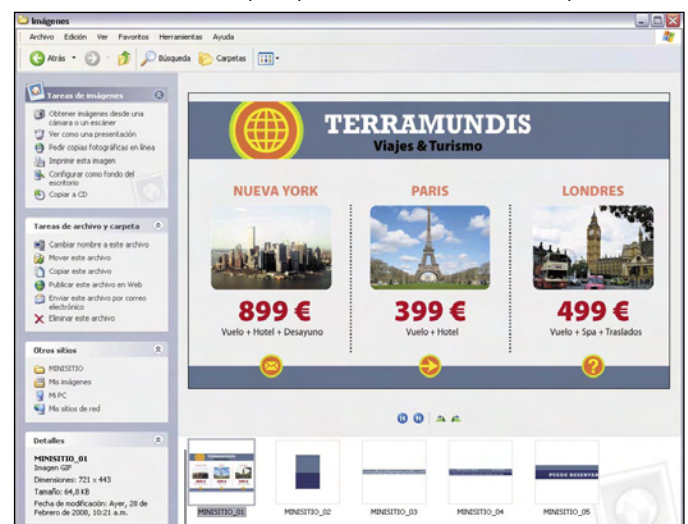 Imágenes
Archivo Edición Ver Favoritos Herramientas Ayuda
Atrás Búsqueda Carpetas
Tareas de imágenes
Obtener imágenes desde una
cámara o un escáner
Ver como una presentación
Pedir copias fotográficas en línea
Imprimir esta imagen
Configurar como fondo del
escritorio
Copiar a CD
Tareas de archivo y carpeta
Cambiar nombre a este archivo
Mover este archivo
Copiar este archivo
Publicar este archivo en Web
Enviar este archivo por correo
electrónico
Eliminar este archivo
Otros sitios
MINISITIO
Mis imágenes
Mi PC
Mis sitios de red
Detalles
MINISITIO_01
Imagen GIF
Dimensiones: 721 x 443
Tamaño: 64,8 KB
Fecha de modificación: Ayer, 28 de
Febrero de 2008, 10:21 a.m.
TERRAMUNDIS
Viajes & Turismo
NUEVA YORK PARIS LONDRES
899 € 399 € 499 €
Vuelo + Hotel + Desayuno Vuelo + Hotel Vuelo + Spa + Traslados
?
PUEDE RESERVAR
MINISITIO_01 MINISITIO_02 MINISITIO_03 MINISITIO_04 MINISITIO_05